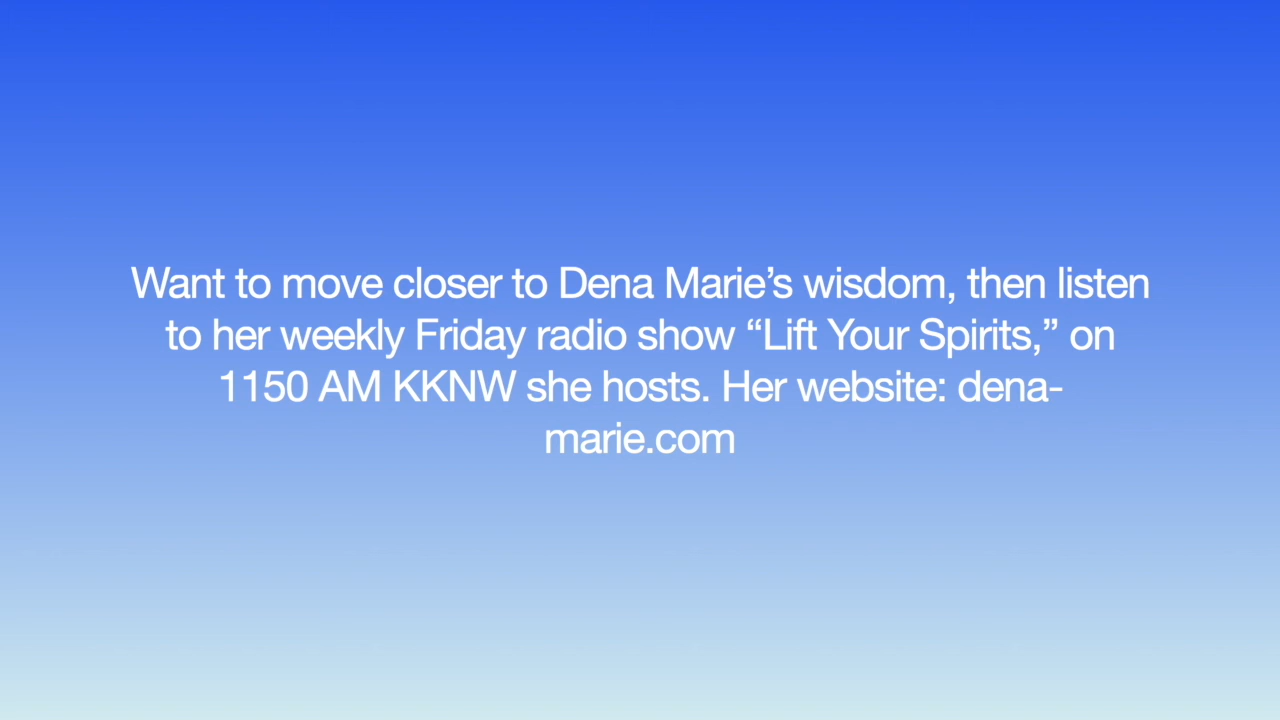 Want to move closer to Dena Marie’s wisdom, then listen
to her weekly Friday radio show “Lift Your Spirits,” on
1150 AM KKNW she hosts. Her website: dena-
marie.com